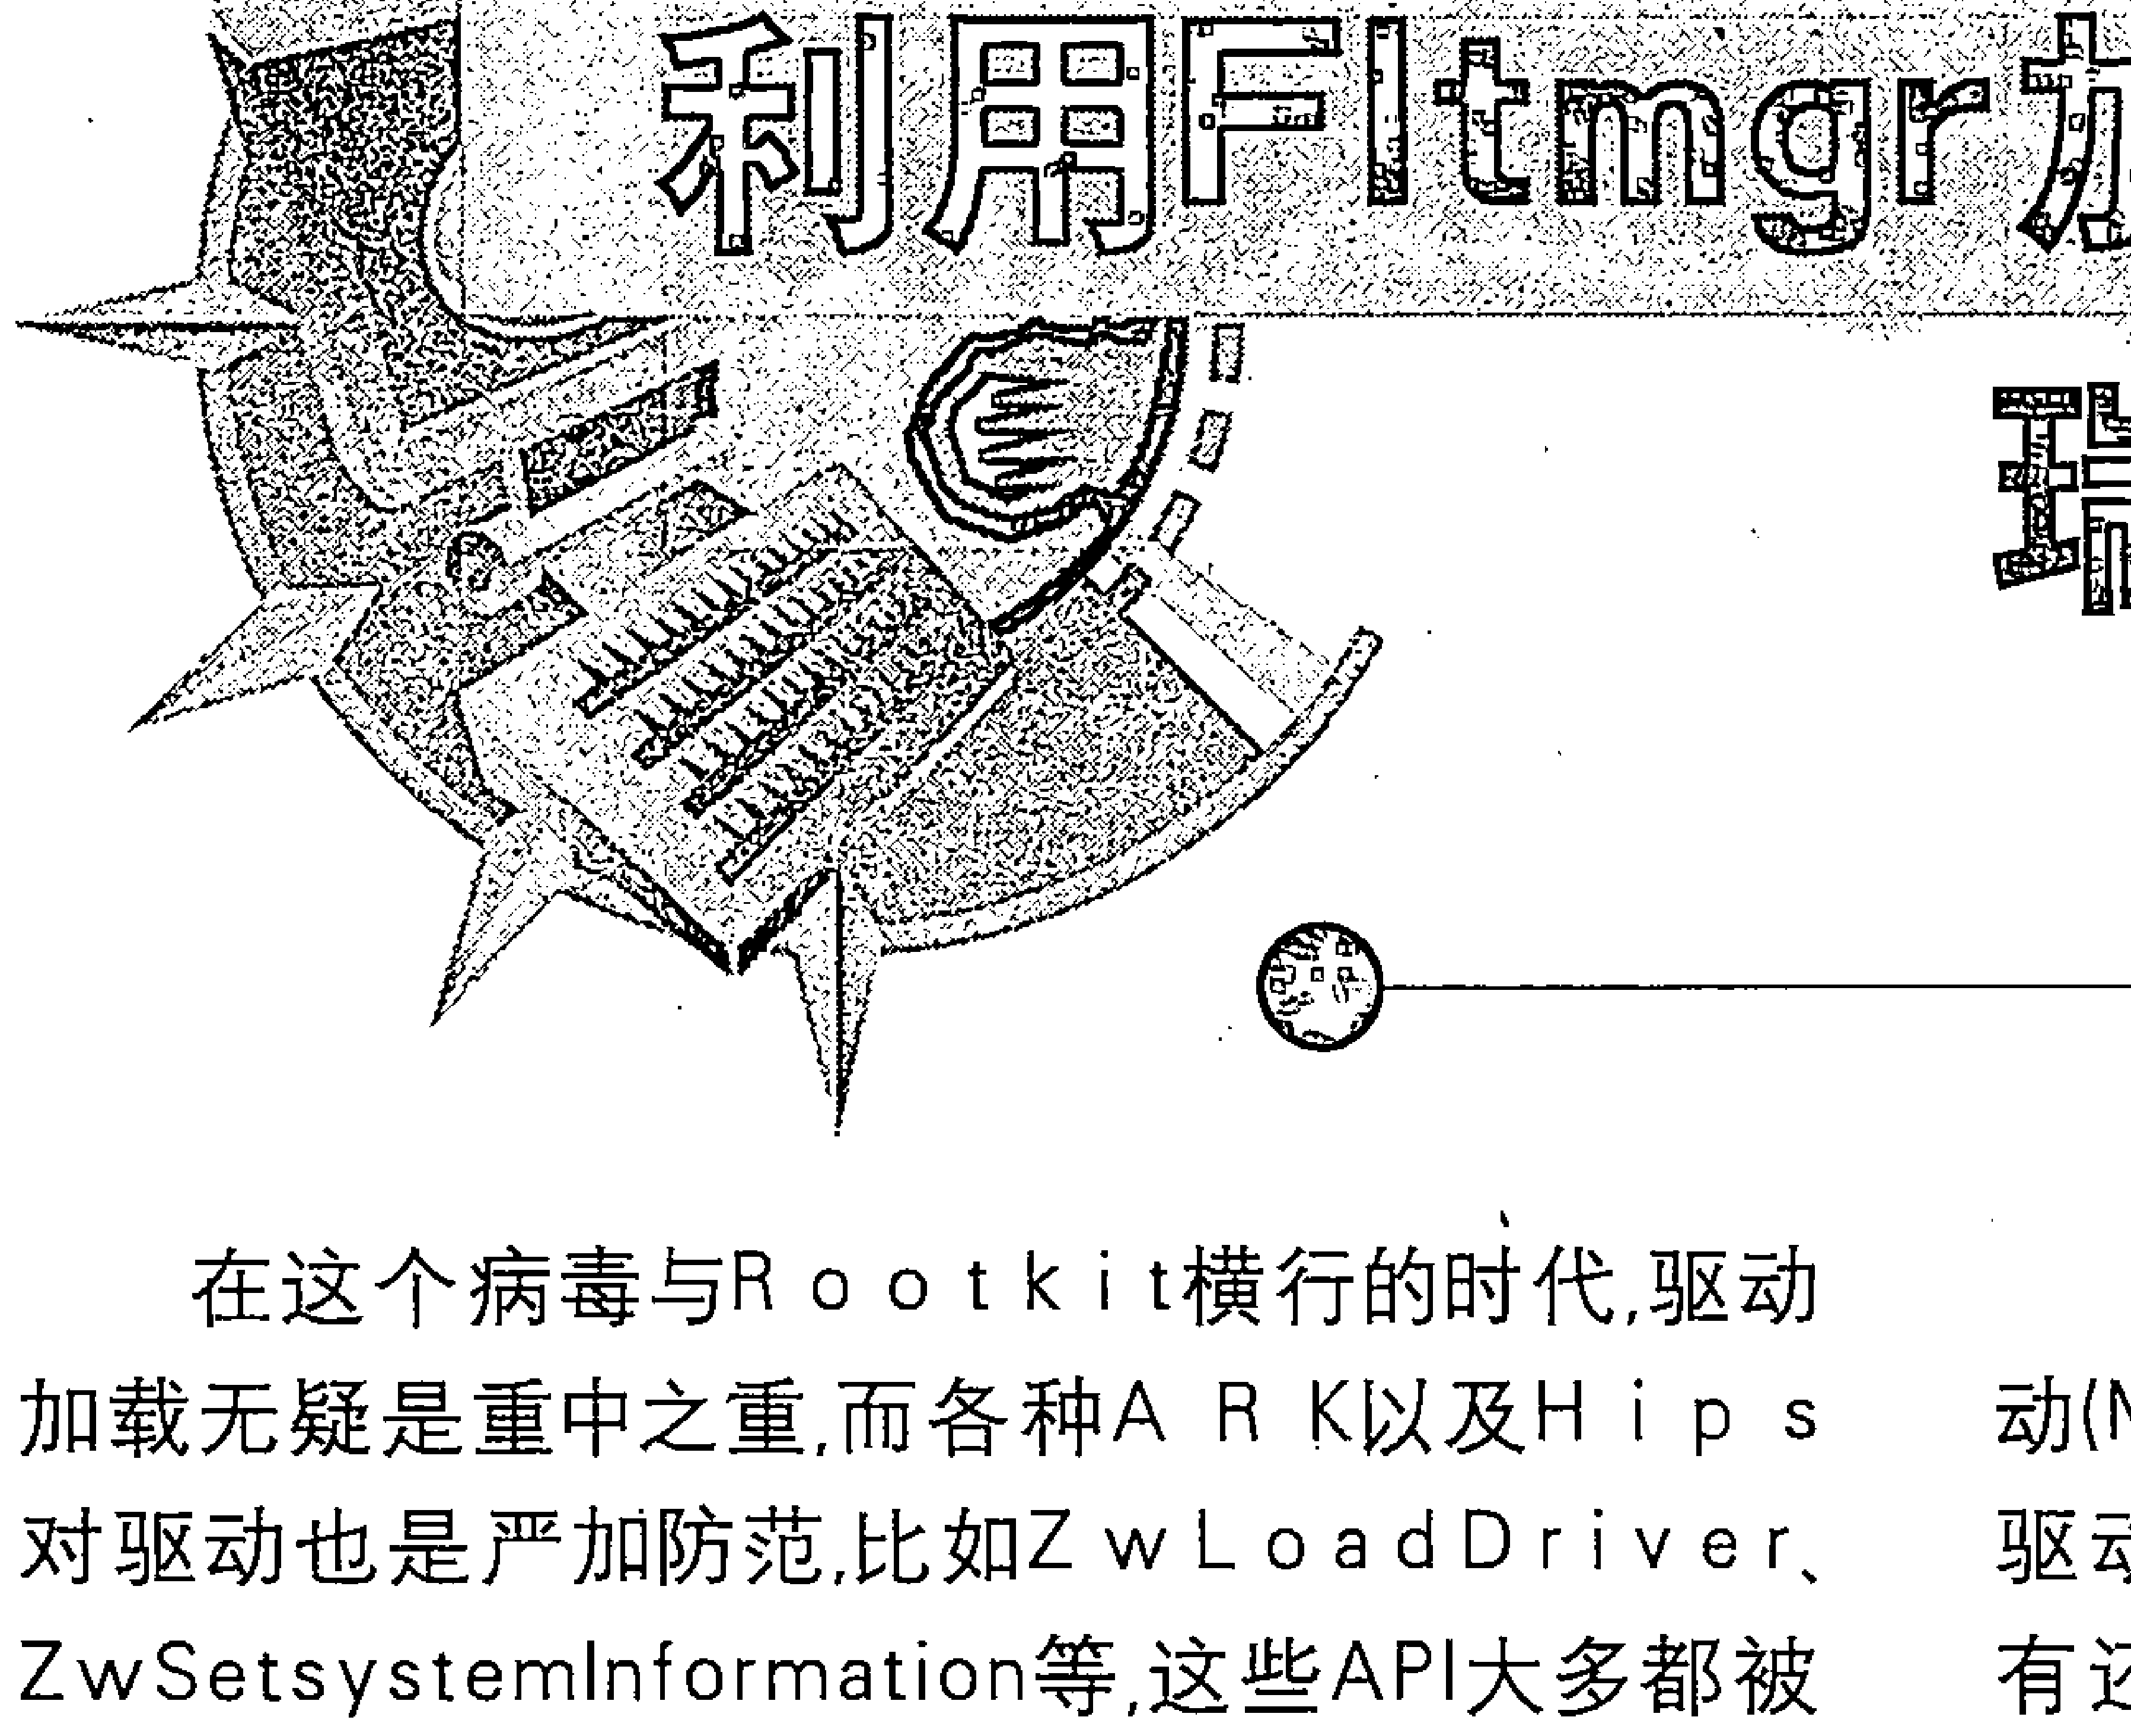 利用Fltmgr
在这个病毒与Rootkit横行的时代,驱动
加载无疑是重中之重,而各种ARK以及Hips
对驱动也是严加防范,比如ZwLoadDriver、
ZwSetsystemInformation等,这些API大多都被
动(
驱动
有还